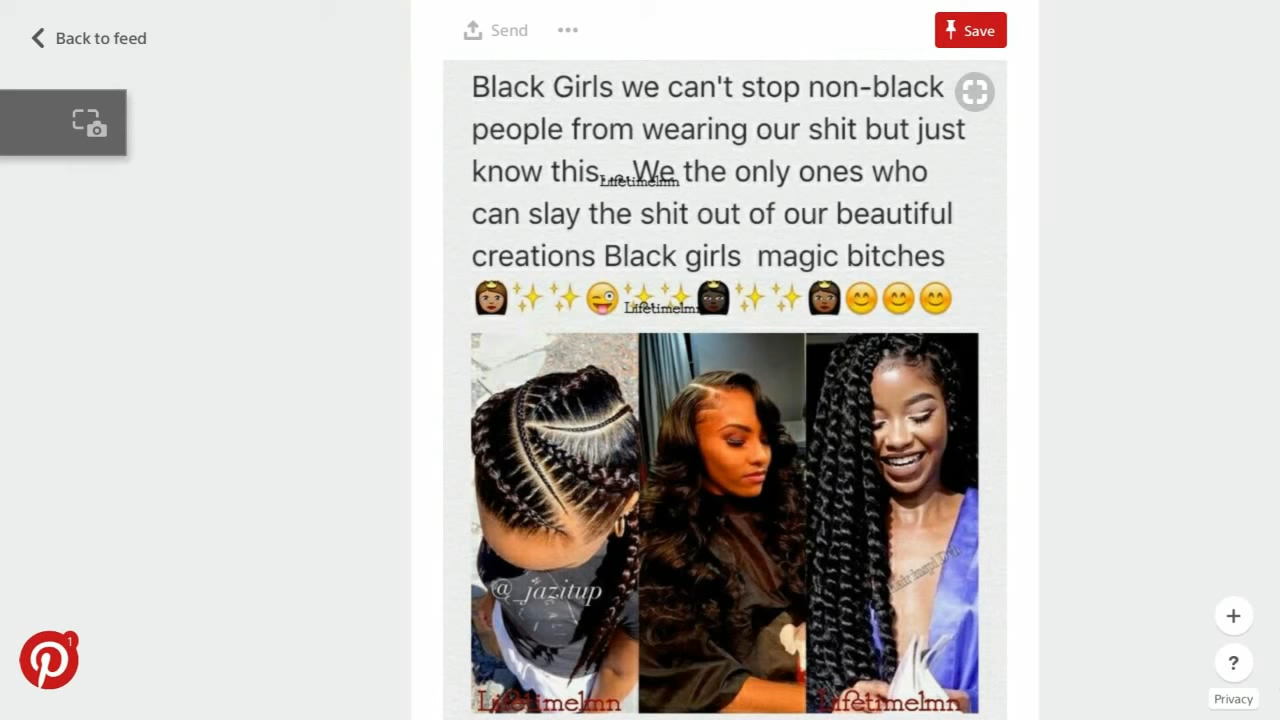 Back to feed
Send
Save
Black Girls we can't stop non-black
people from wearing our shit but just
know this....We the only ones who
Lifetimelmn
can slay the shit out of our beautiful
creations Black girls magic bitches
Lifetimelmn
@_jazitup
Lifetimelmn
Lifetimelmn
1
+
?
Privacy